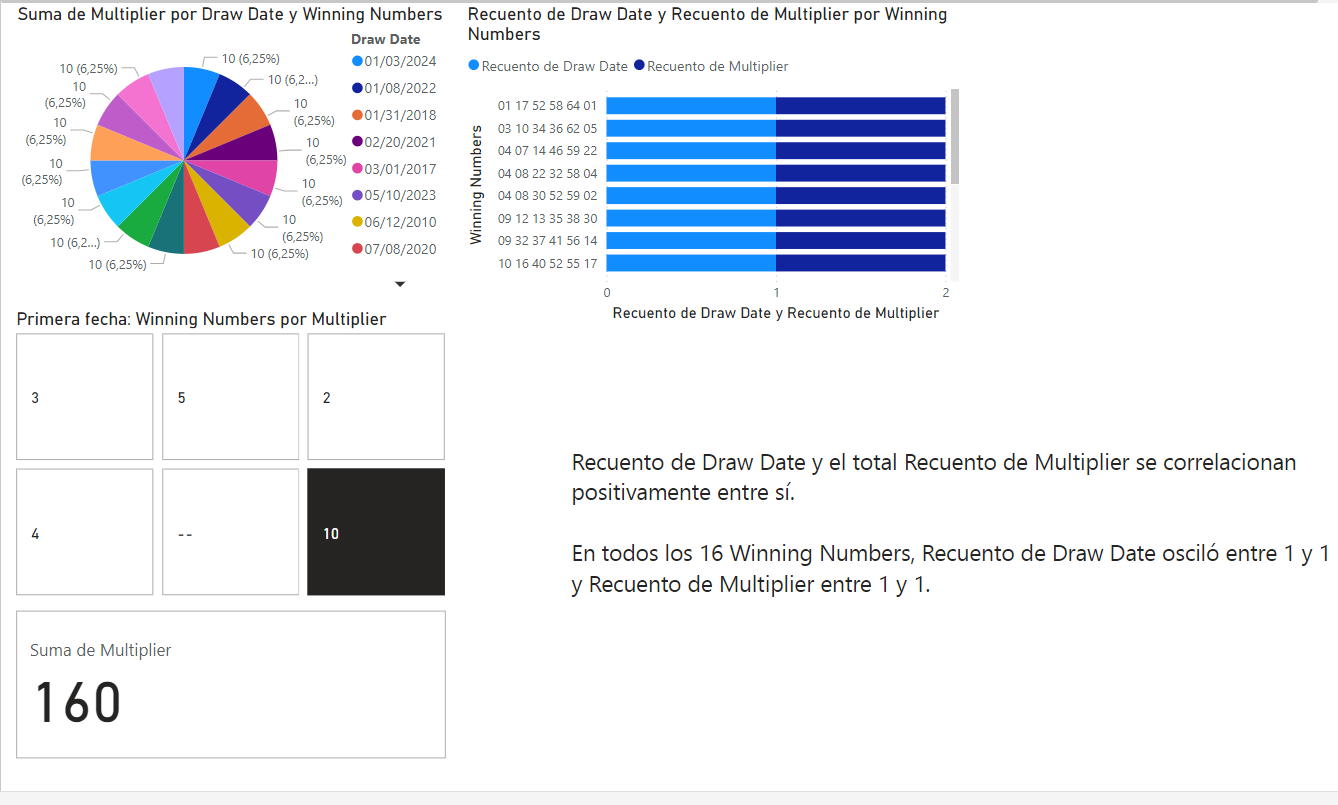 Suma de Multiplier por Draw Date y Winning Numbers
Draw Date
01/03/2024
01/08/2022
01/31/2018
02/20/2021
03/01/2017
05/10/2023
06/12/2010
07/08/2020
10 (6,25%)
10 (6,2...)
10
(6,25%)
10
(6,25%)
10
(6,25%)
10
(6,25%)
10 (6,25%)
10 (6,25%)
10 (6,2...)
10
(6,25%)
10
(6,25%)
10
(6,25%)
10
(6,25%)
10 (6,25%)
Recuento de Draw Date y Recuento de Multiplier por Winning
Numbers
Recuento de Draw Date
Recuento de Multiplier
Winning Numbers
01 17 52 58 64 01
03 10 34 36 62 05
04 07 14 46 59 22
04 08 22 32 58 04
04 08 30 52 59 02
09 12 13 35 38 30
09 32 37 41 56 14
10 16 40 52 55 17
0
1
2
Recuento de Draw Date y Recuento de Multiplier
Primera fecha: Winning Numbers por Multiplier
3
5
2
4
--
10
Suma de Multiplier
160
Recuento de Draw Date y el total Recuento de Multiplier se correlacionan
positivamente entre sí.
En todos los 16 Winning Numbers, Recuento de Draw Date osciló entre 1 y 1
y Recuento de Multiplier entre 1 y 1.